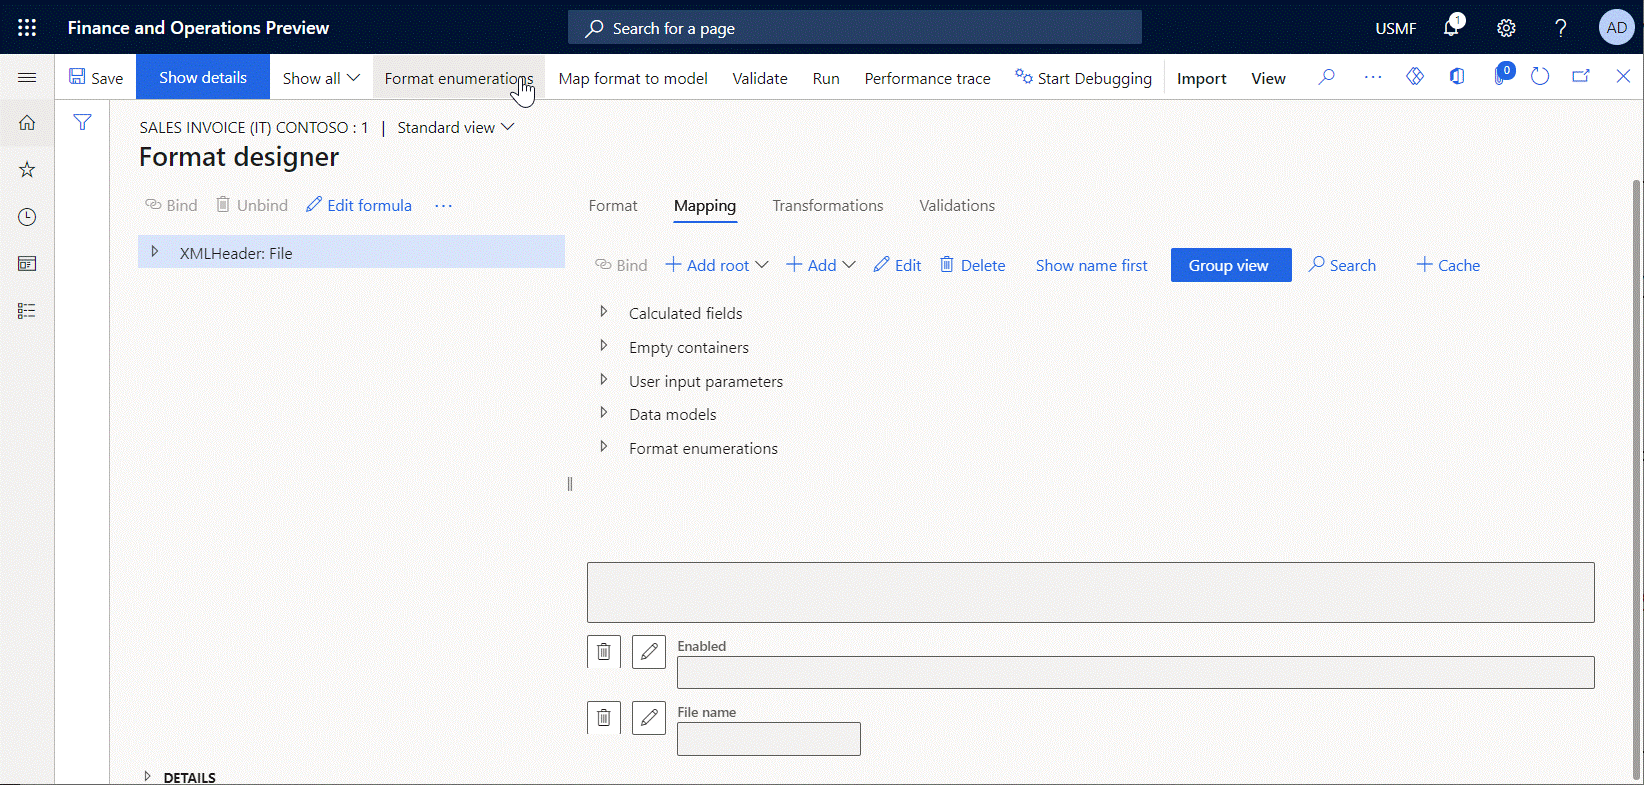 Finance and Operations Preview
Search for a page
USMF
1
?
AD
Save
Show details
Show all
Format enumerations
Map format to model
Validate
Run
Performance trace
Start Debugging
Import
View
0
SALES INVOICE (IT) CONTOSO : 1 | Standard view
Format designer
Bind
Unbind
Edit formula
XMLHeader: File
Format
Mapping
Transformations
Validations
Bind
Add root
Add
Edit
Delete
Show name first
Group view
Search
Cache
Calculated fields
Empty containers
User input parameters
Data models
Format enumerations
Enabled
File name
DETAILS